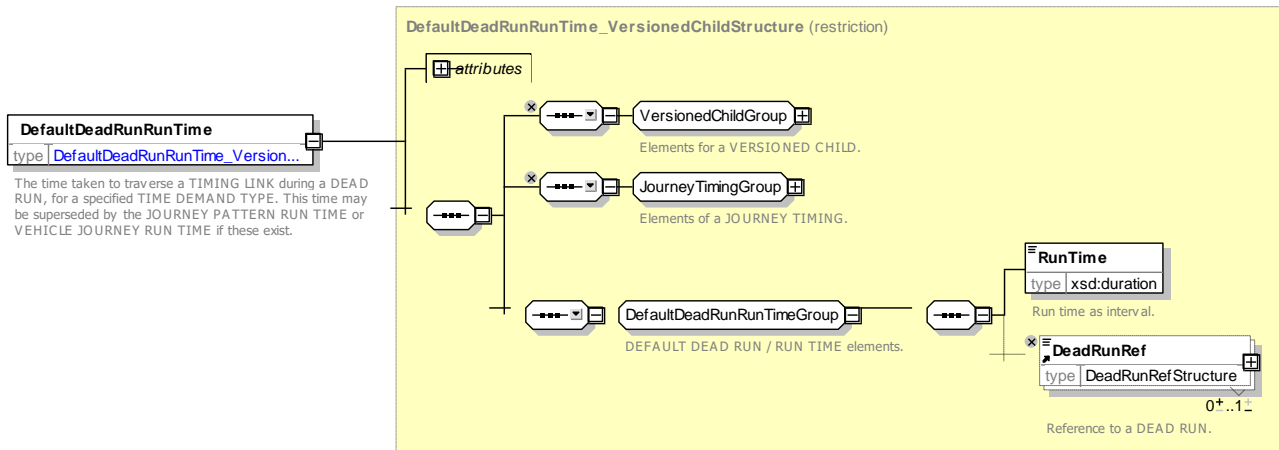 DefaultDeadRunRunTime_VersionedChildStructure (restriction)
attributes
DefaultDeadRunRunTime
type DefaultDeadRunRunTime_Version...
The time taken to traverse a TIMING LINK during a DEAD
RUN, for a specified TIME DEMAND TYPE. This time may
be superseded by the JOURNEY PATTERN RUN TIME or
VEHICLE JOURNEY RUN TIME if these exist.
VersionedChildGroup
Elements for a VERSIONED CHILD.
JourneyTimingGroup
Elements of a JOURNEY TIMING.
DefaultDeadRunRunTimeGroup
DEFAULT DEAD RUN / RUN TIME elements.
RunTime
type xsd:duration
Run time as interval.
DeadRunRef
type DeadRunRefStructure
0..1
Reference to a DEAD RUN.